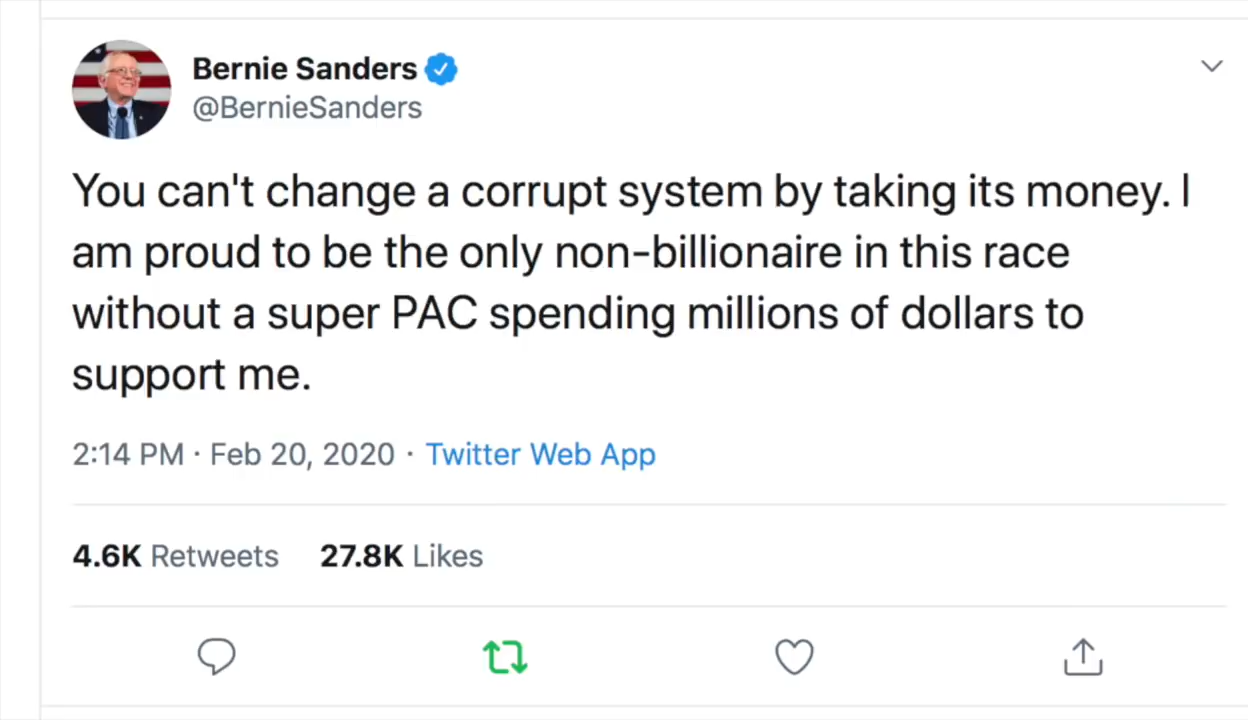 Bernie Sanders
@BernieSanders
You can't change a corrupt system by taking its money. I
am proud to be the only non-billionaire in this race
without a super PAC spending millions of dollars to
support me.
2:14 PM · Feb 20, 2020 · Twitter Web App
4.6K Retweets 27.8K Likes